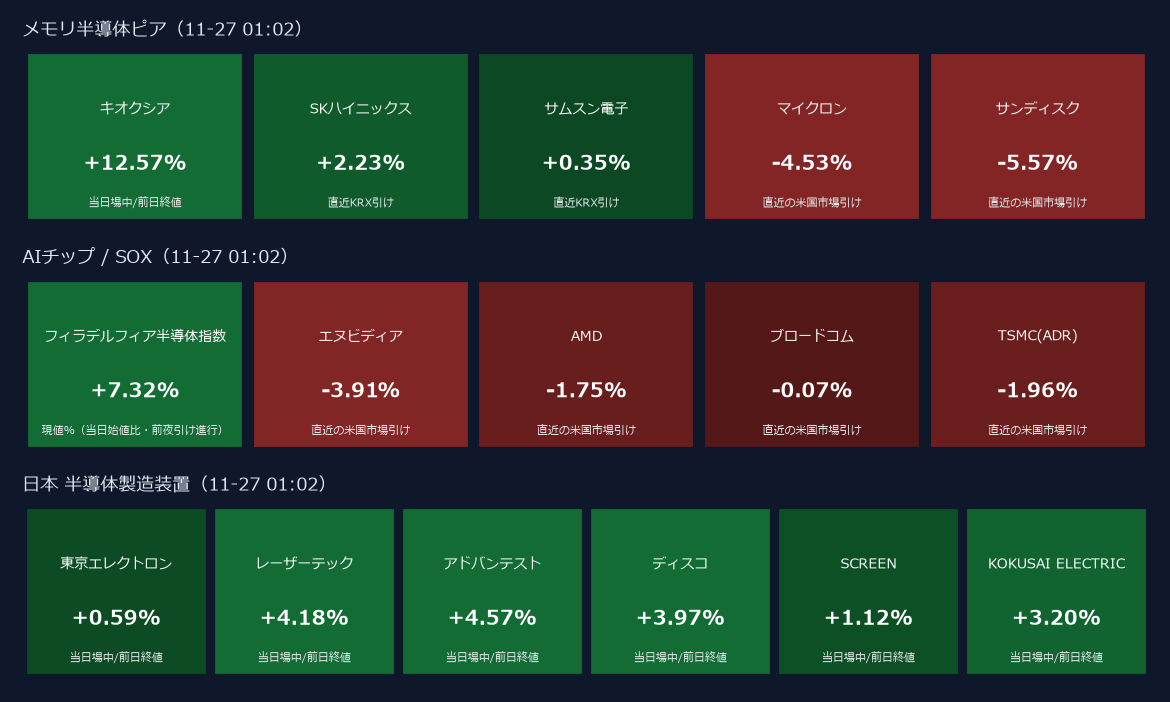 メモリ半導体ピア（11-27 01:02）
キオクシア
+12.57%
当日場中/前日終値
SKハイニックス
+2.23%
直近KRX引け
サムスン電子
+0.35%
直近KRX引け
マイクロン
-4.53%
直近の米国市場引け
サンディスク
-5.57%
直近の米国市場引け
AIチップ / SOX（11-27 01:02）
フィラデルフィア半導体指数
+7.32%
現値%（当日始値比・前夜引け進行）
エヌビディア
-3.91%
直近の米国市場引け
AMD
-1.75%
直近の米国市場引け
ブロードコム
-0.07%
直近の米国市場引け
TSMC(ADR)
-1.96%
直近の米国市場引け
日本 半導体製造装置（11-27 01:02）
東京エレクトロン
+0.59%
当日場中/前日終値
レーザーテック
+4.18%
当日場中/前日終値
アドバンテスト
+4.57%
当日場中/前日終値
ディスコ
+3.97%
当日場中/前日終値
SCREEN
+1.12%
当日場中/前日終値
KOKUSAI ELECTRIC
+3.20%
当日場中/前日終値